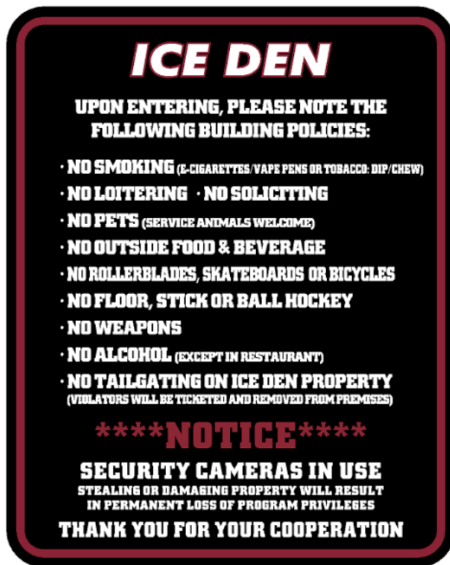 ICE DEN
UPON ENTERING, PLEASE NOTE THE
FOLLOWING BUILDING POLICIES:
· NO SMOKING (E-CIGARETTES/VAPE PENS OR TOBACCO: DIP/CHEW)
· NO LOITERING · NO SOLICITING
· NO PETS (SERVICE ANIMALS WELCOME)
· NO OUTSIDE FOOD & BEVERAGE
· NO ROLLERBLADES, SKATEBOARDS OR BICYCLES
· NO FLOOR, STICK OR BALL HOCKEY
· NO WEAPONS
· NO ALCOHOL (EXCEPT IN RESTAURANT)
· NO TAILGATING ON ICE DEN PROPERTY
(VIOLATORS WILL BE TICKETED AND REMOVED FROM PREMISES)
****NOTICE****
SECURITY CAMERAS IN USE
STEALING OR DAMAGING PROPERTY WILL RESULT
IN PERMANENT LOSS OF PROGRAM PRIVILEGES
THANK YOU FOR YOUR COOPERATION